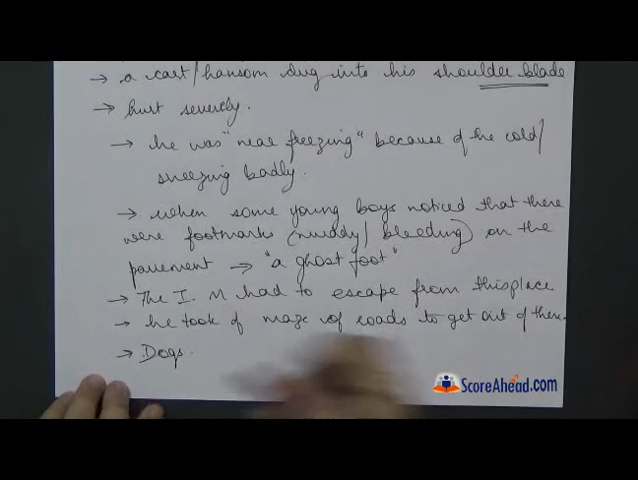 → a cart/hansom dug into his shoulder blade
→ hurt severely.
→ he was "near freezing" because of the cold/
sneezing badly.
→ when some young boys noticed that there
were footmarks (muddy/bleeding) on the
pavement → "a ghost foot"
→ The I. M had to escape from this place
→ he took of maze of roads to get out of there.
→ Dogs.
ScoreAhead.com